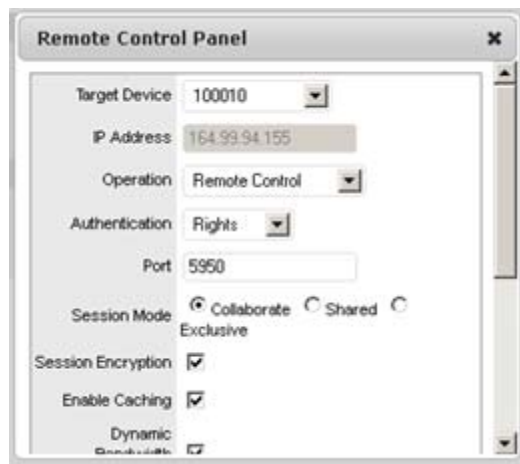 Remote Control Panel
Target Device 100010
IP Address 164.99.94.155
Operation Remote Control
Authentication Rights
Port 5950
Session Mode Collaborate Shared
Exclusive
Session Encryption
Enable Caching
Dynamic
Bandwidth